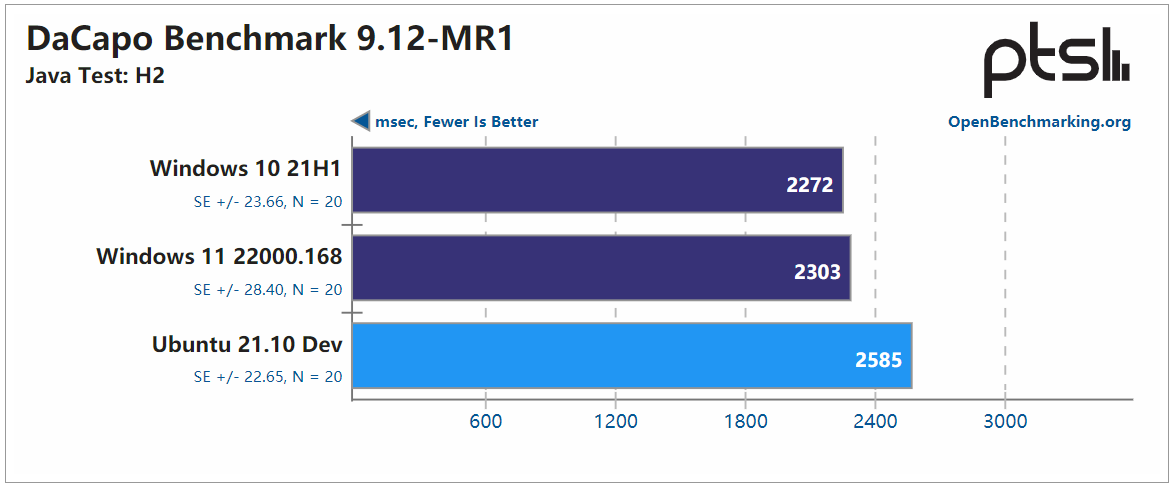 DaCapo Benchmark 9.12-MR1
Java Test: H2
pts
msec, Fewer Is Better
OpenBenchmarking.org
Windows 10 21H1
SE +/- 23.66, N = 20
2272
Windows 11 22000.168
SE +/- 28.40, N = 20
2303
Ubuntu 21.10 Dev
SE +/- 22.65, N = 20
2585
600 1200 1800 2400 3000